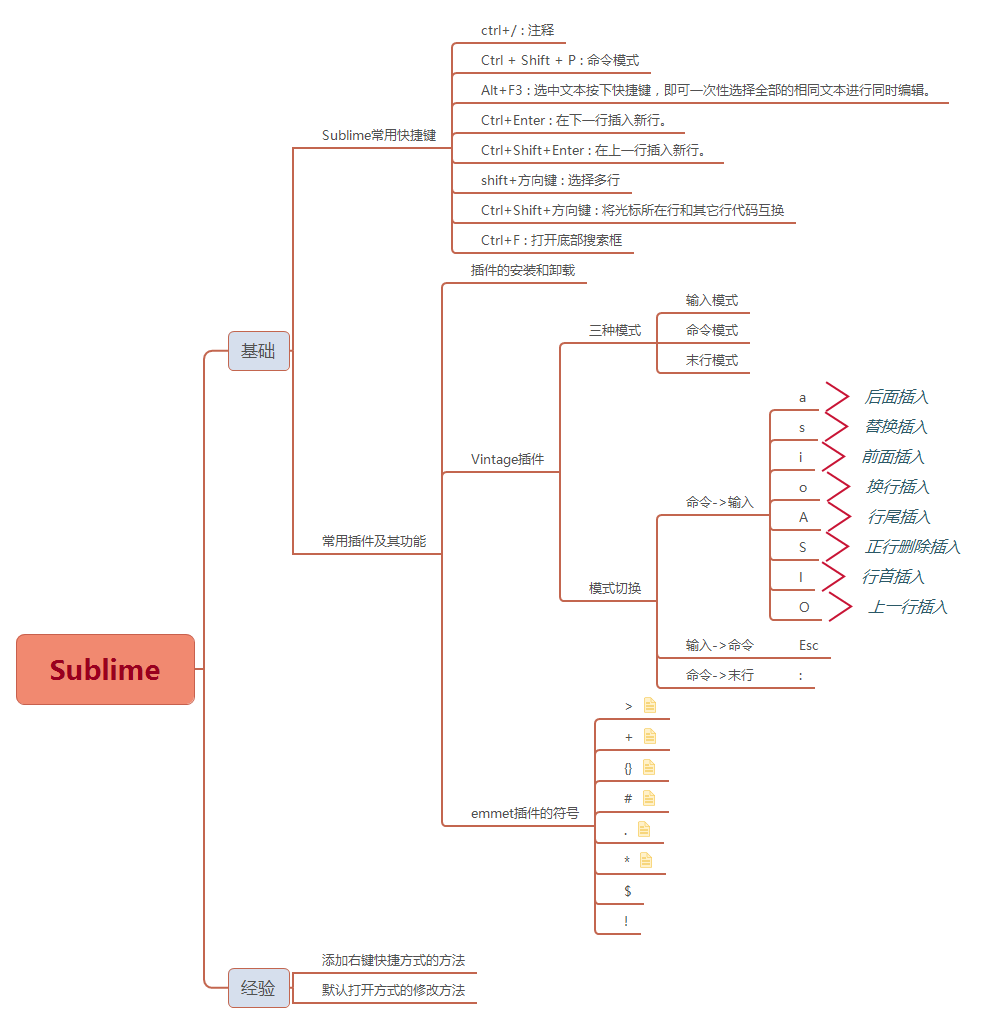 ctrl+/ : 注释
Ctrl + Shift + P : 命令模式
Alt+F3 : 选中文本按下快捷键，即可一次性选择全部的相同文本进行同时编辑。
Ctrl+Enter : 在下一行插入新行。
Sublime常用快捷键
Ctrl+Shift+Enter : 在上一行插入新行。
shift+方向键 : 选择多行
Ctrl+Shift+方向键 : 将光标所在行和其它行代码互换
Ctrl+F : 打开底部搜素框
插件的安装和卸载
输入模式
三种模式
命令模式
末行模式
基础
a 后面插入
s 替换插入
i 前面插入
Vintage插件
o 换行插入
命令->输入
A 行尾插入
S 正行删除插入
常用插件及其功能
I 行首插入
模式切换
O 上一行插入
输入->命令 Esc
命令->末行 :
Sublime
>
+
{}
#
emmet插件的符号
.
*
$
!
添加右键快捷方式的方法
经验
默认打开方式的修改方法